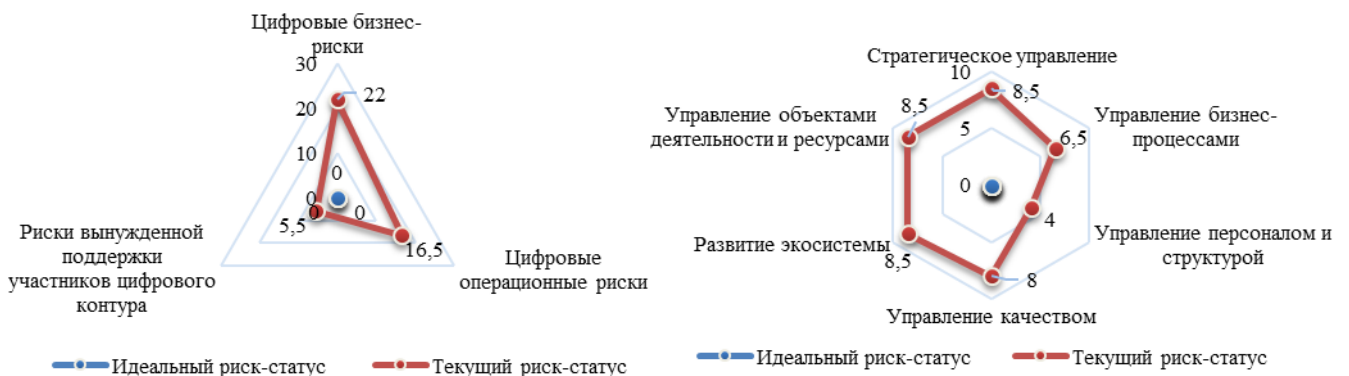 Цифровые бизнес-
риски
30
22
20
10
0
0
0
0
5,5
16,5
Риски вынужденной
поддержки
участников цифрового
контура
Цифровые
операционные риски
Идеальный риск-статус
Текущий риск-статус
Стратегическое управление
10
8,5
8,5
Управление объектами
деятельности и ресурсами
Управление бизнес-
процессами
5
6,5
0
4
Развитие экосистемы
8,5
Управление персоналом и
структурой
8
Управление качеством
Идеальный риск-статус
Текущий риск-статус